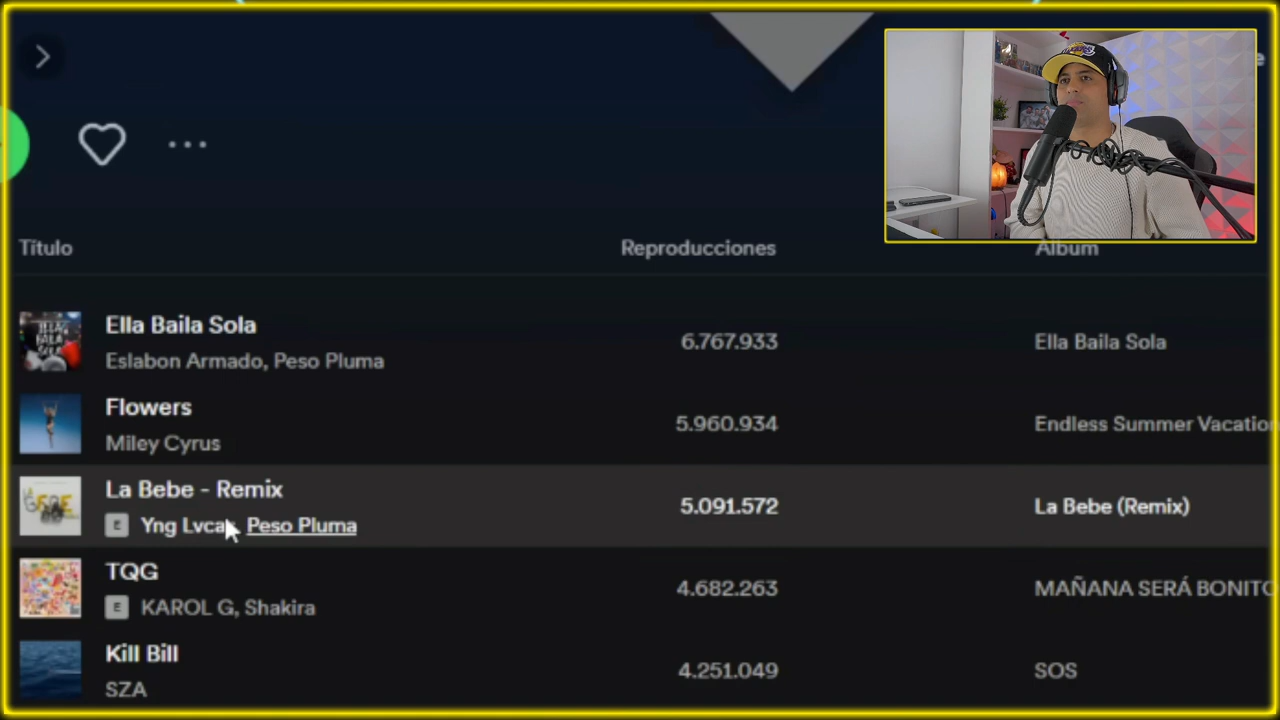 Título Reproducciones Álbum
Ella Baila Sola 6.767.933 Ella Baila Sola
Eslabon Armado, Peso Pluma
Flowers 5.960.934 Endless Summer Vacation
Miley Cyrus
La Bebe - Remix 5.091.572 La Bebe (Remix)
E Yng Lvcas, Peso Pluma
TQG 4.682.263 MAÑANA SERÁ BONITO
E KAROL G, Shakira
Kill Bill 4.251.049 SOS
SZA